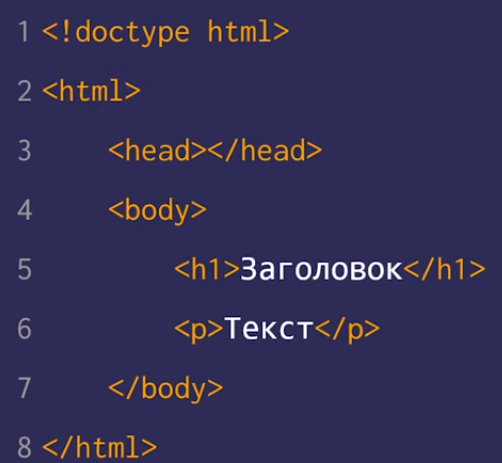 1 <!doctype html>
2 <html>
3     <head></head>
4     <body>
5         <h1>Заголовок</h1>
6         <p>Текст</p>
7     </body>
8 </html>